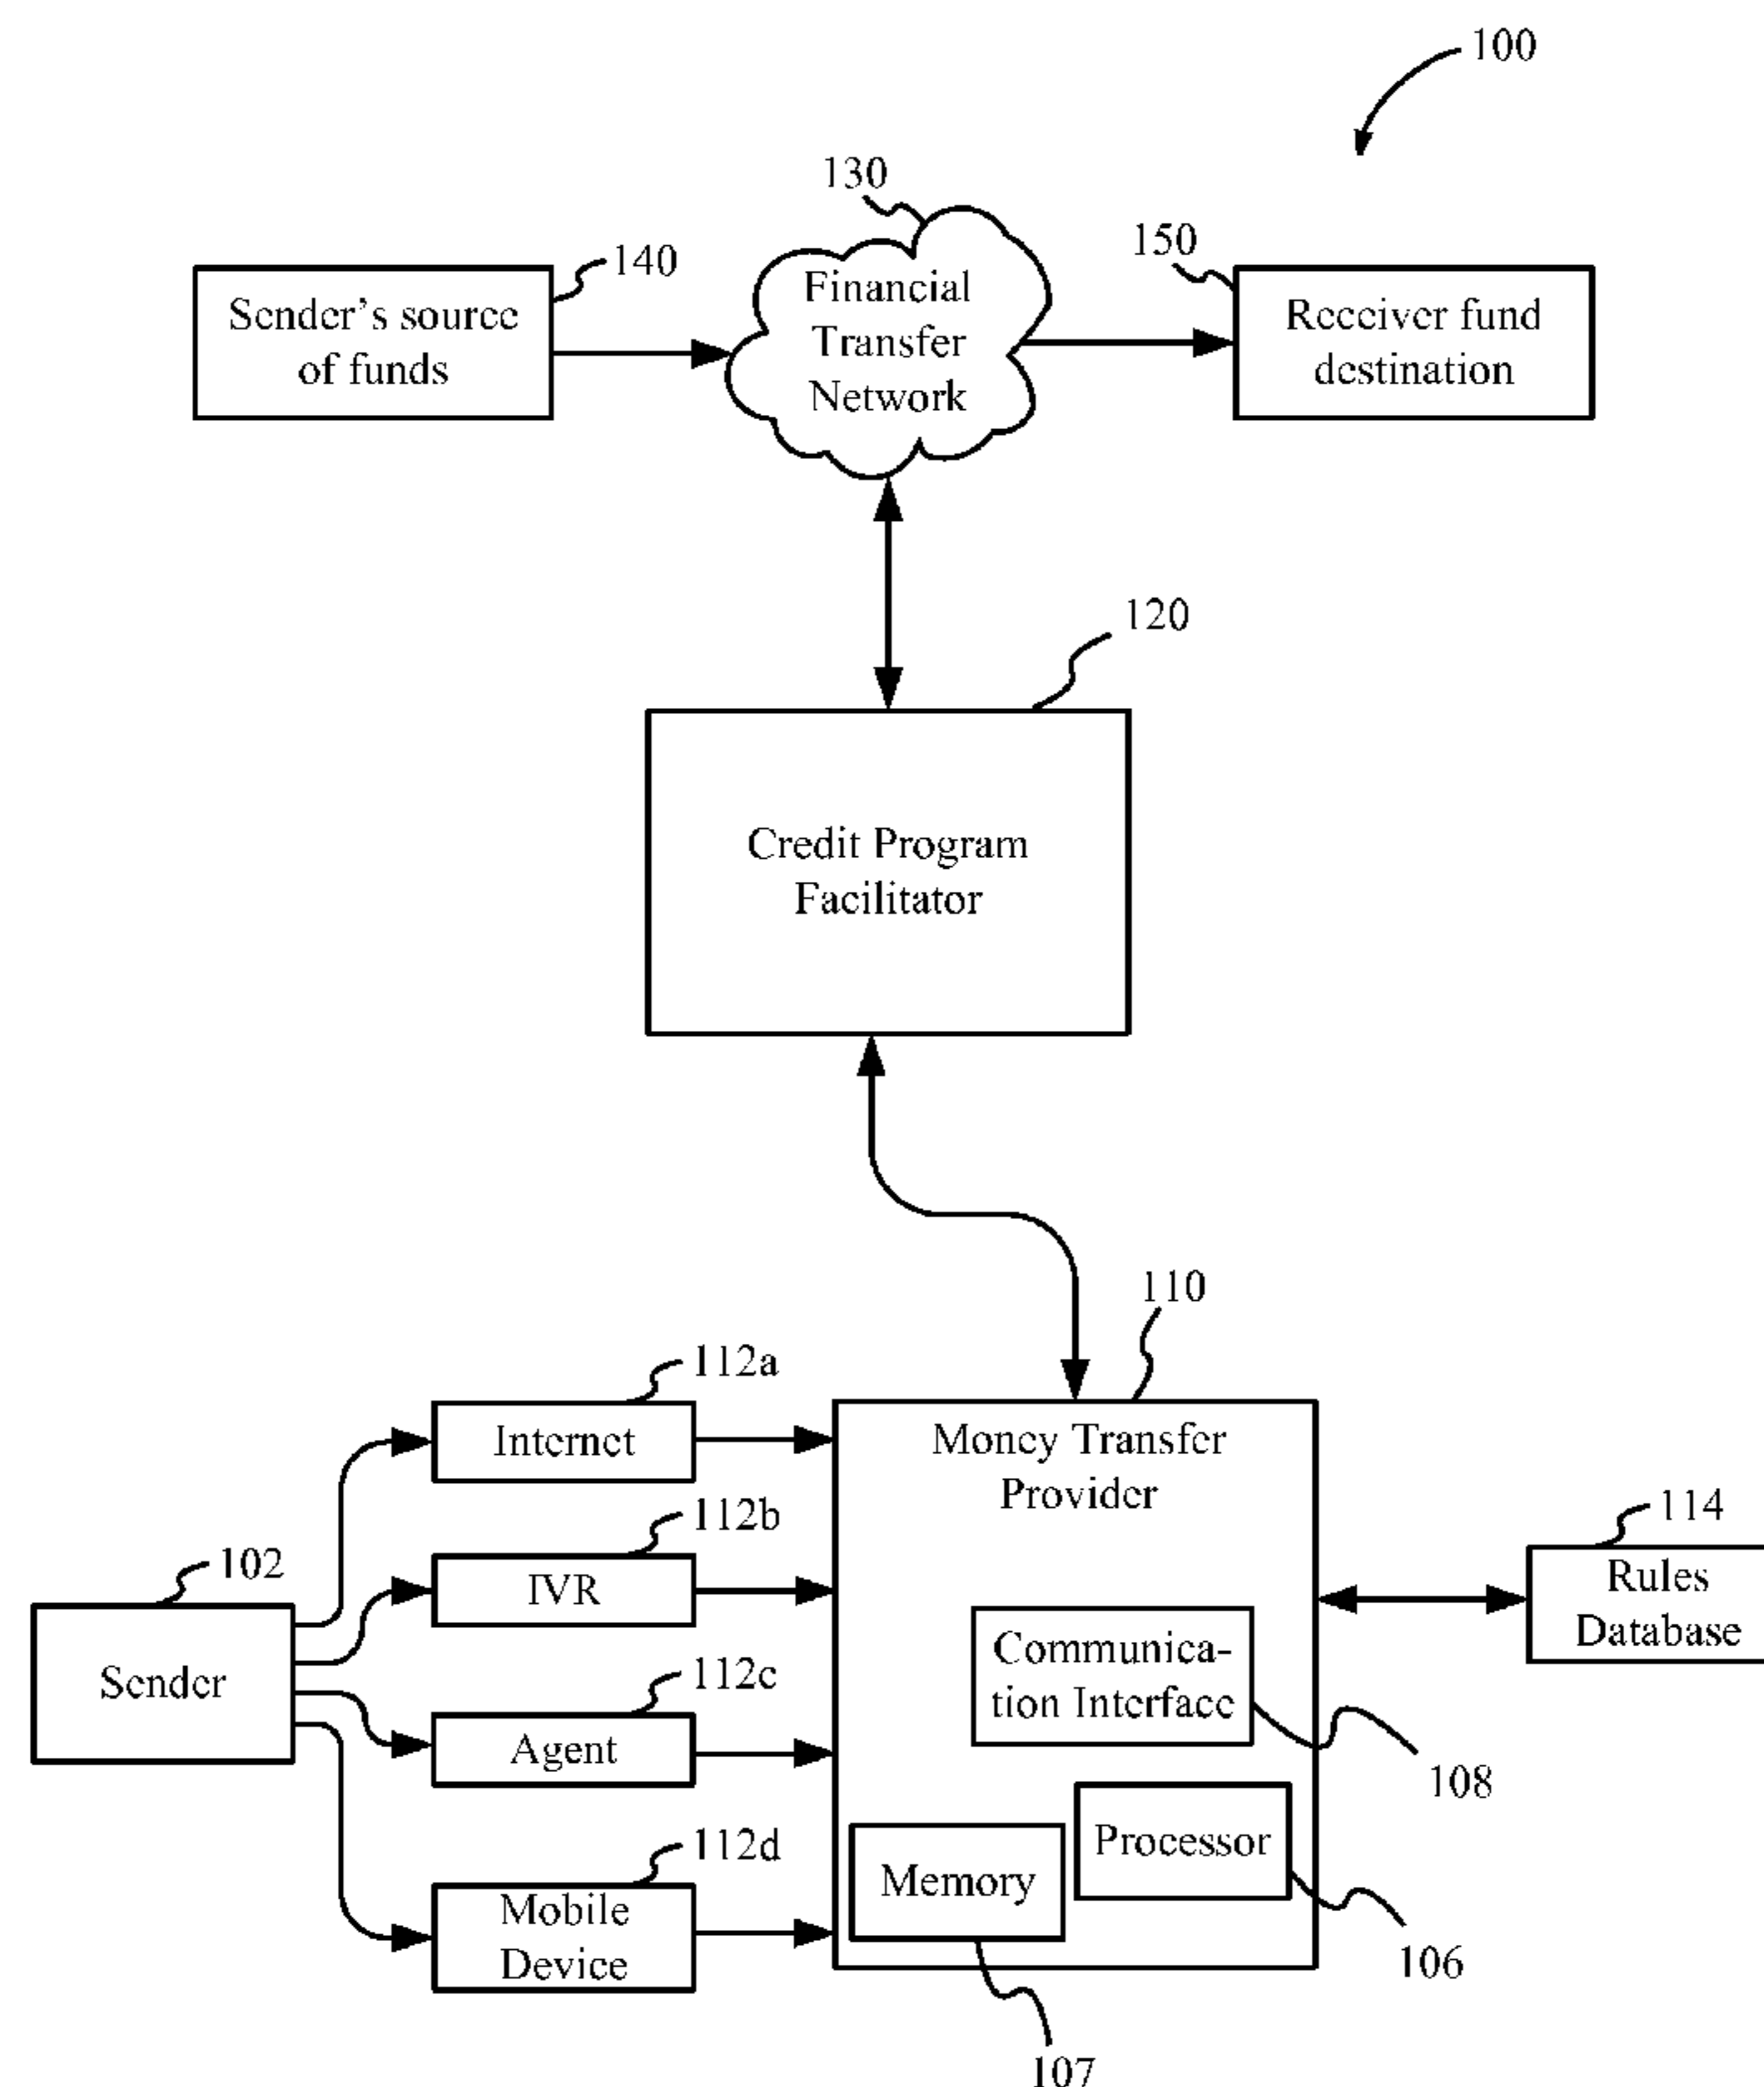 100
130
140
150
Sender's source
of funds
Financial
Transfer
Network
Receiver fund
destination
120
Credit Program
Facilitator
110
112a
Internet
Money Transfer
Provider
112b
IVR
114
Rules
Database
102
Sender
112c
Agent
Communica-
tion Interface
108
112d
Mobile
Device
Memory
Processor
106
107